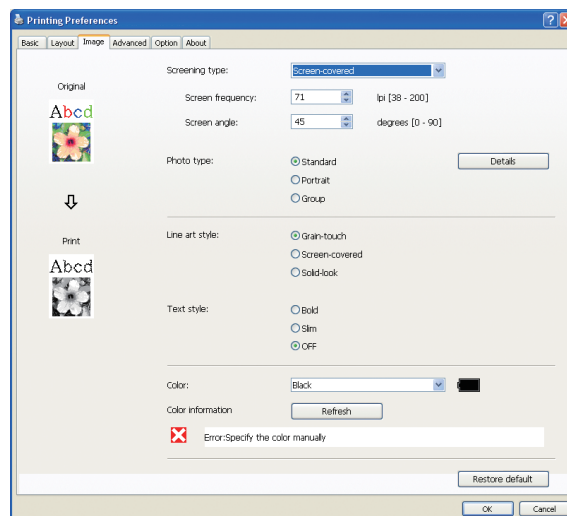 Printing Preferences
Basic Layout Image Advanced Option About
Original
Abcd
Print
Abcd
Screening type: Screen-covered
Screen frequency: 71 lpi [38 - 200]
Screen angle: 45 degrees [0 - 90]
Photo type: Standard Details
Portrait
Group
Line art style: Grain-touch
Screen-covered
Solid-look
Text style: Bold
Slim
OFF
Color: Black
Color information Refresh
Error:Specify the color manually
Restore default
OK Cancel